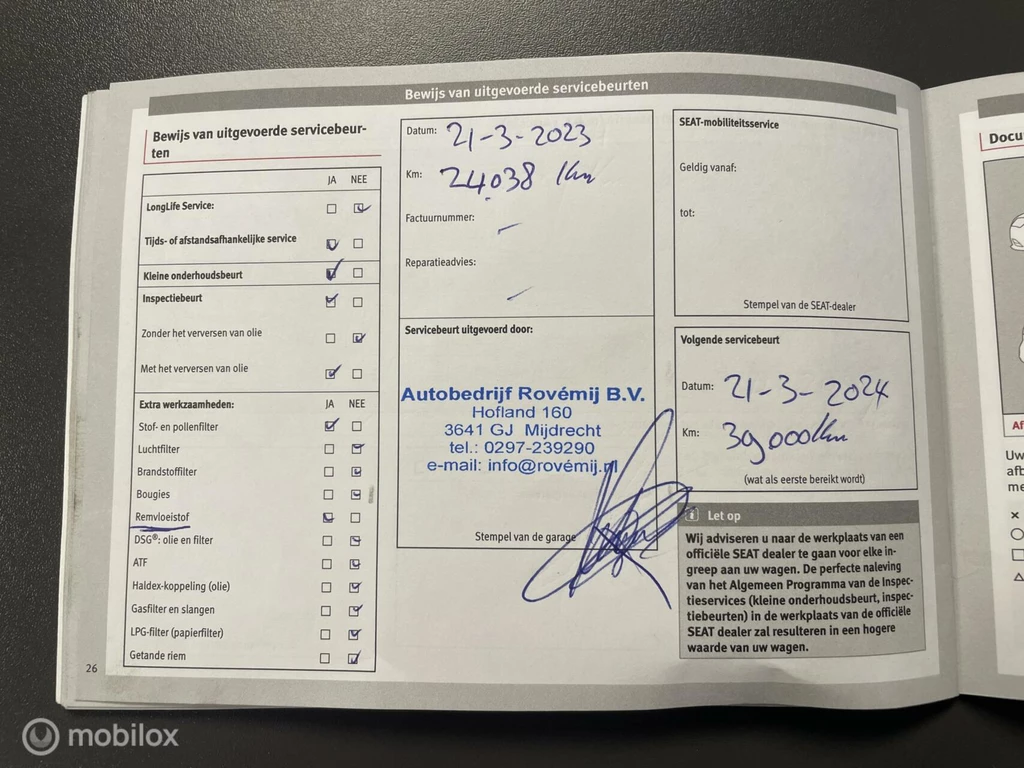 Bewijs van uitgevoerde servicebeurten
Bewijs van uitgevoerde servicebeur-
ten
JA NEE
LongLife Service:
Tijds- of afstandsafhankelijke service
Kleine onderhoudsbeurt
Inspectiebeurt
Zonder het verversen van olie
Met het verversen van olie
Extra werkzaamheden: JA NEE
Stof- en pollenfilter
Luchtfilter
Brandstoffilter
Bougies
Remvloeistof
DSG®: olie en filter
ATF
Haldex-koppeling (olie)
Gasfilter en slangen
LPG-filter (papierfilter)
Getande riem
26
Datum: 21-3-2023
Km: 24038 Km
Factuurnummer:
Reparatieadvies:
Servicebeurt uitgevoerd door:
Autobedrijf Rovémij B.V.
Hofland 160
3641 GJ Mijdrecht
tel.: 0297-239290
e-mail: info@rovémij.nl
Stempel van de garage
SEAT-mobiliteitsservice
Geldig vanaf:
tot:
Stempel van de SEAT-dealer
Volgende servicebeurt
Datum: 21-3-2024
Km: 39000Km
(wat als eerste bereikt wordt)
i Let op
Wij adviseren u naar de werkplaats van een
officiële SEAT dealer te gaan voor elke in-
greep aan uw wagen. De perfecte naleving
van het Algemeen Programma van de Inspec-
tieservices (kleine onderhoudsbeurt, inspec-
tiebeurten) in de werkplaats van de officiële
SEAT dealer zal resulteren in een hogere
waarde van uw wagen.
Docu
Af
Uw
afb
me
mobilox